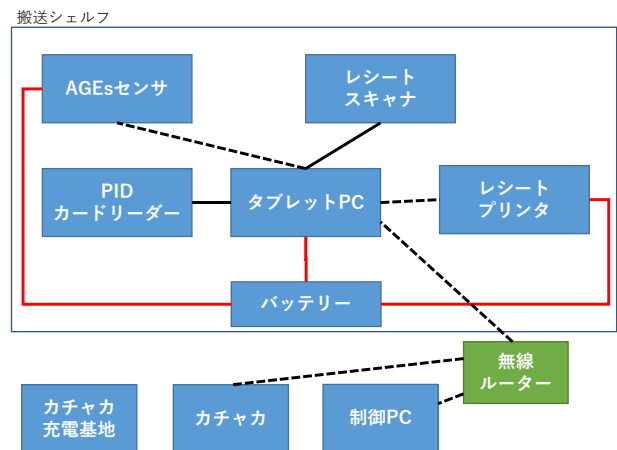 搬送シェルフ
AGEsセンサ
レシート
スキャナ
PID
カードリーダー
タブレットPC
レシート
プリンタ
バッテリー
無線
ルーター
カチャカ
充電基地
カチャカ
制御PC